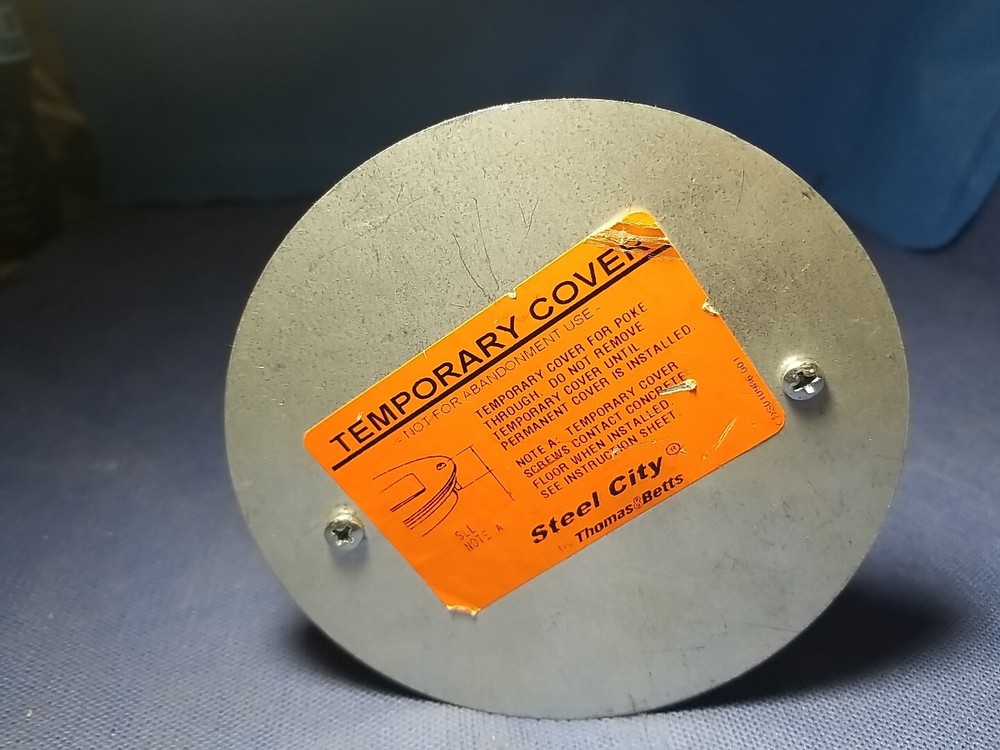 TEMPORARY COVER
- NOT FOR ABANDONMENT USE -
TEMPORARY COVER FOR POKE
THROUGH. DO NOT REMOVE
TEMPORARY COVER UNTIL
PERMANENT COVER IS INSTALLED.
NOTE A: TEMPORARY COVER
SCREWS CONTACT CONCRETE
FLOOR WHEN INSTALLED.
SEE INSTRUCTION SHEET.
NOTE A
Steel City ®
Thomas&Betts